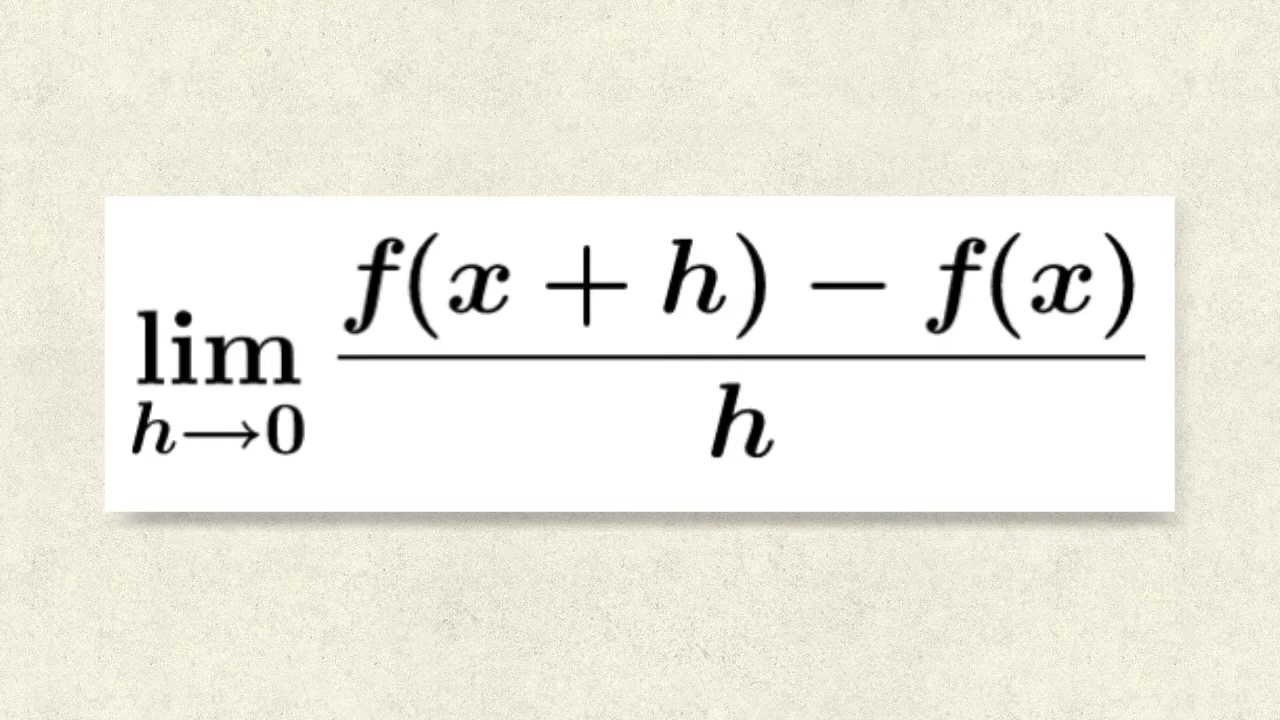 lim h→0 f(x + h) − f(x) / h